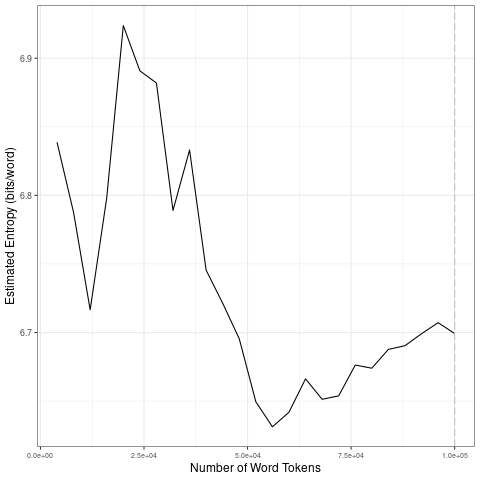 Estimated Entropy (bits/word)
6.9
6.8
6.7
0.0e+00 2.5e+04 5.0e+04 7.5e+04 1.0e+05
Number of Word Tokens